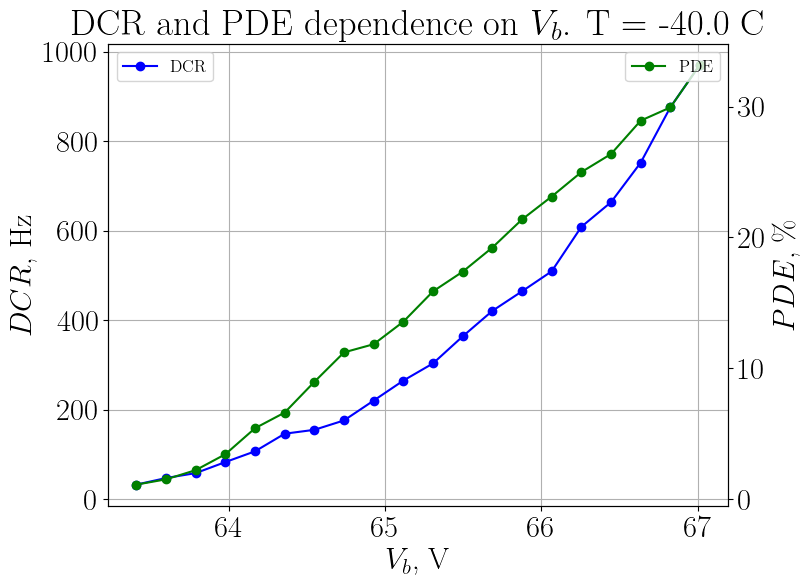 DCR and PDE dependence on V_b. T = -40.0 C
DCR
PDE
1000
800
600
400
200
0
DCR, Hz
30
20
10
0
PDE, %
64 65 66 67
V_b, V